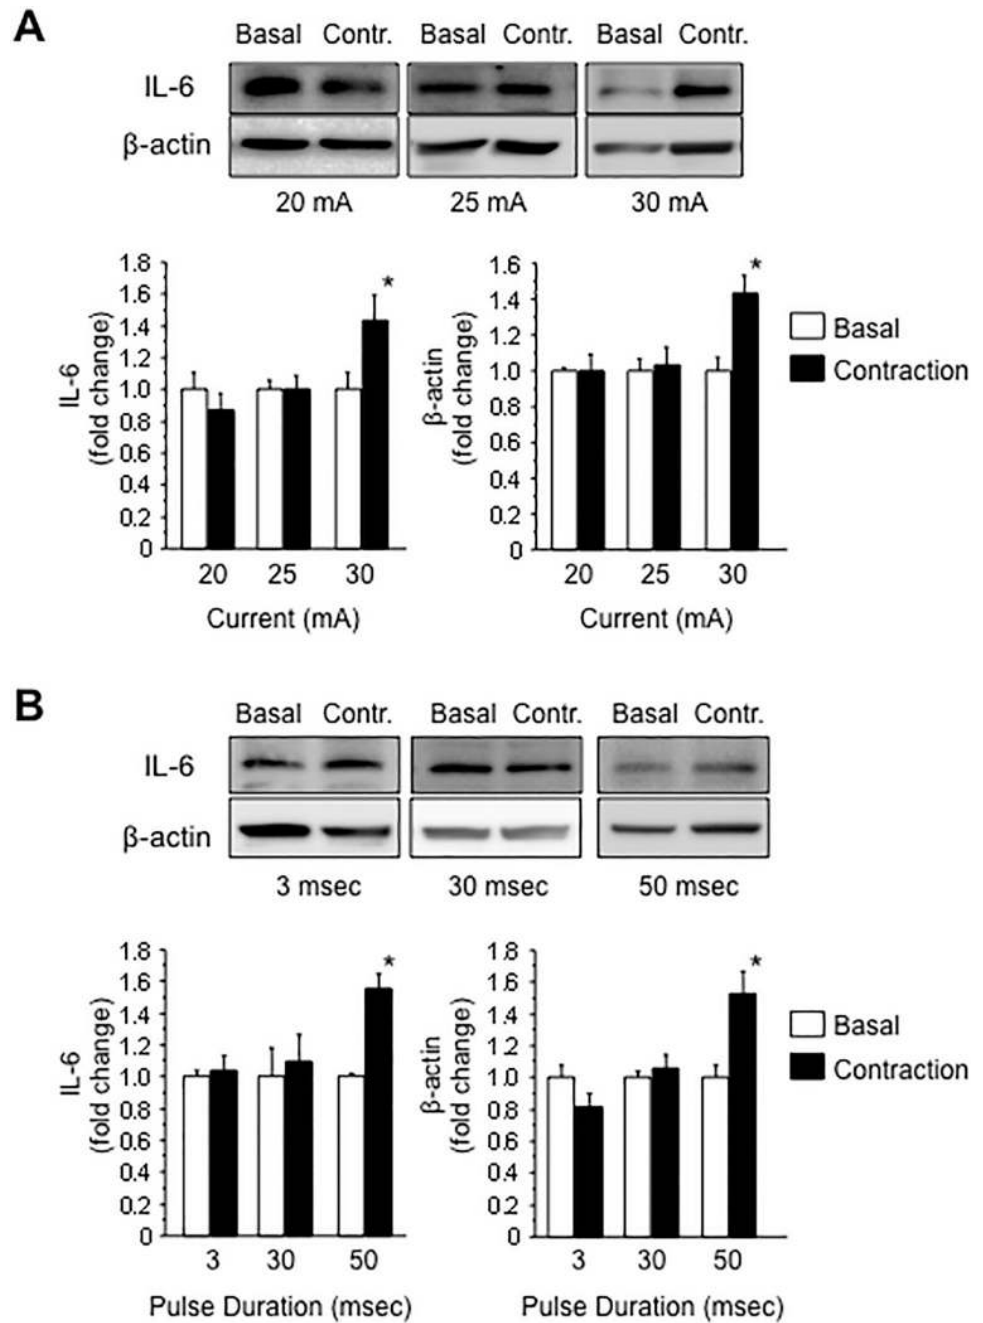 A
Basal Contr. Basal Contr. Basal Contr.
IL-6
β-actin
20 mA 25 mA 30 mA
IL-6
(fold change)
1.8
1.6
1.4
1.2
1.0
0.8
0.6
0.4
0.2
0
20 25 30
Current (mA)
β-actin
(fold change)
1.6
1.4
1.2
1.0
0.8
0.6
0.4
0.2
0
*
*
20 25 30
Current (mA)
Basal
Contraction
B
Basal Contr. Basal Contr. Basal Contr.
IL-6
β-actin
3 msec 30 msec 50 msec
IL-6
(fold change)
1.8
1.6
1.4
1.2
1.0
0.8
0.6
0.4
0.2
0
*
3 30 50
Pulse Duration (msec)
β-actin
(fold change)
1.8
1.6
1.4
1.2
1.0
0.8
0.6
0.4
0.2
0
*
3 30 50
Pulse Duration (msec)
Basal
Contraction